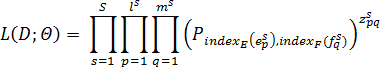 L(D; Θ) = ∏_{s=1}^{S} ∏_{p=1}^{l^s} ∏_{q=1}^{m^s} (P_{index_E(e_p^s),index_F(f_q^s)})^{z_{pq}^s}